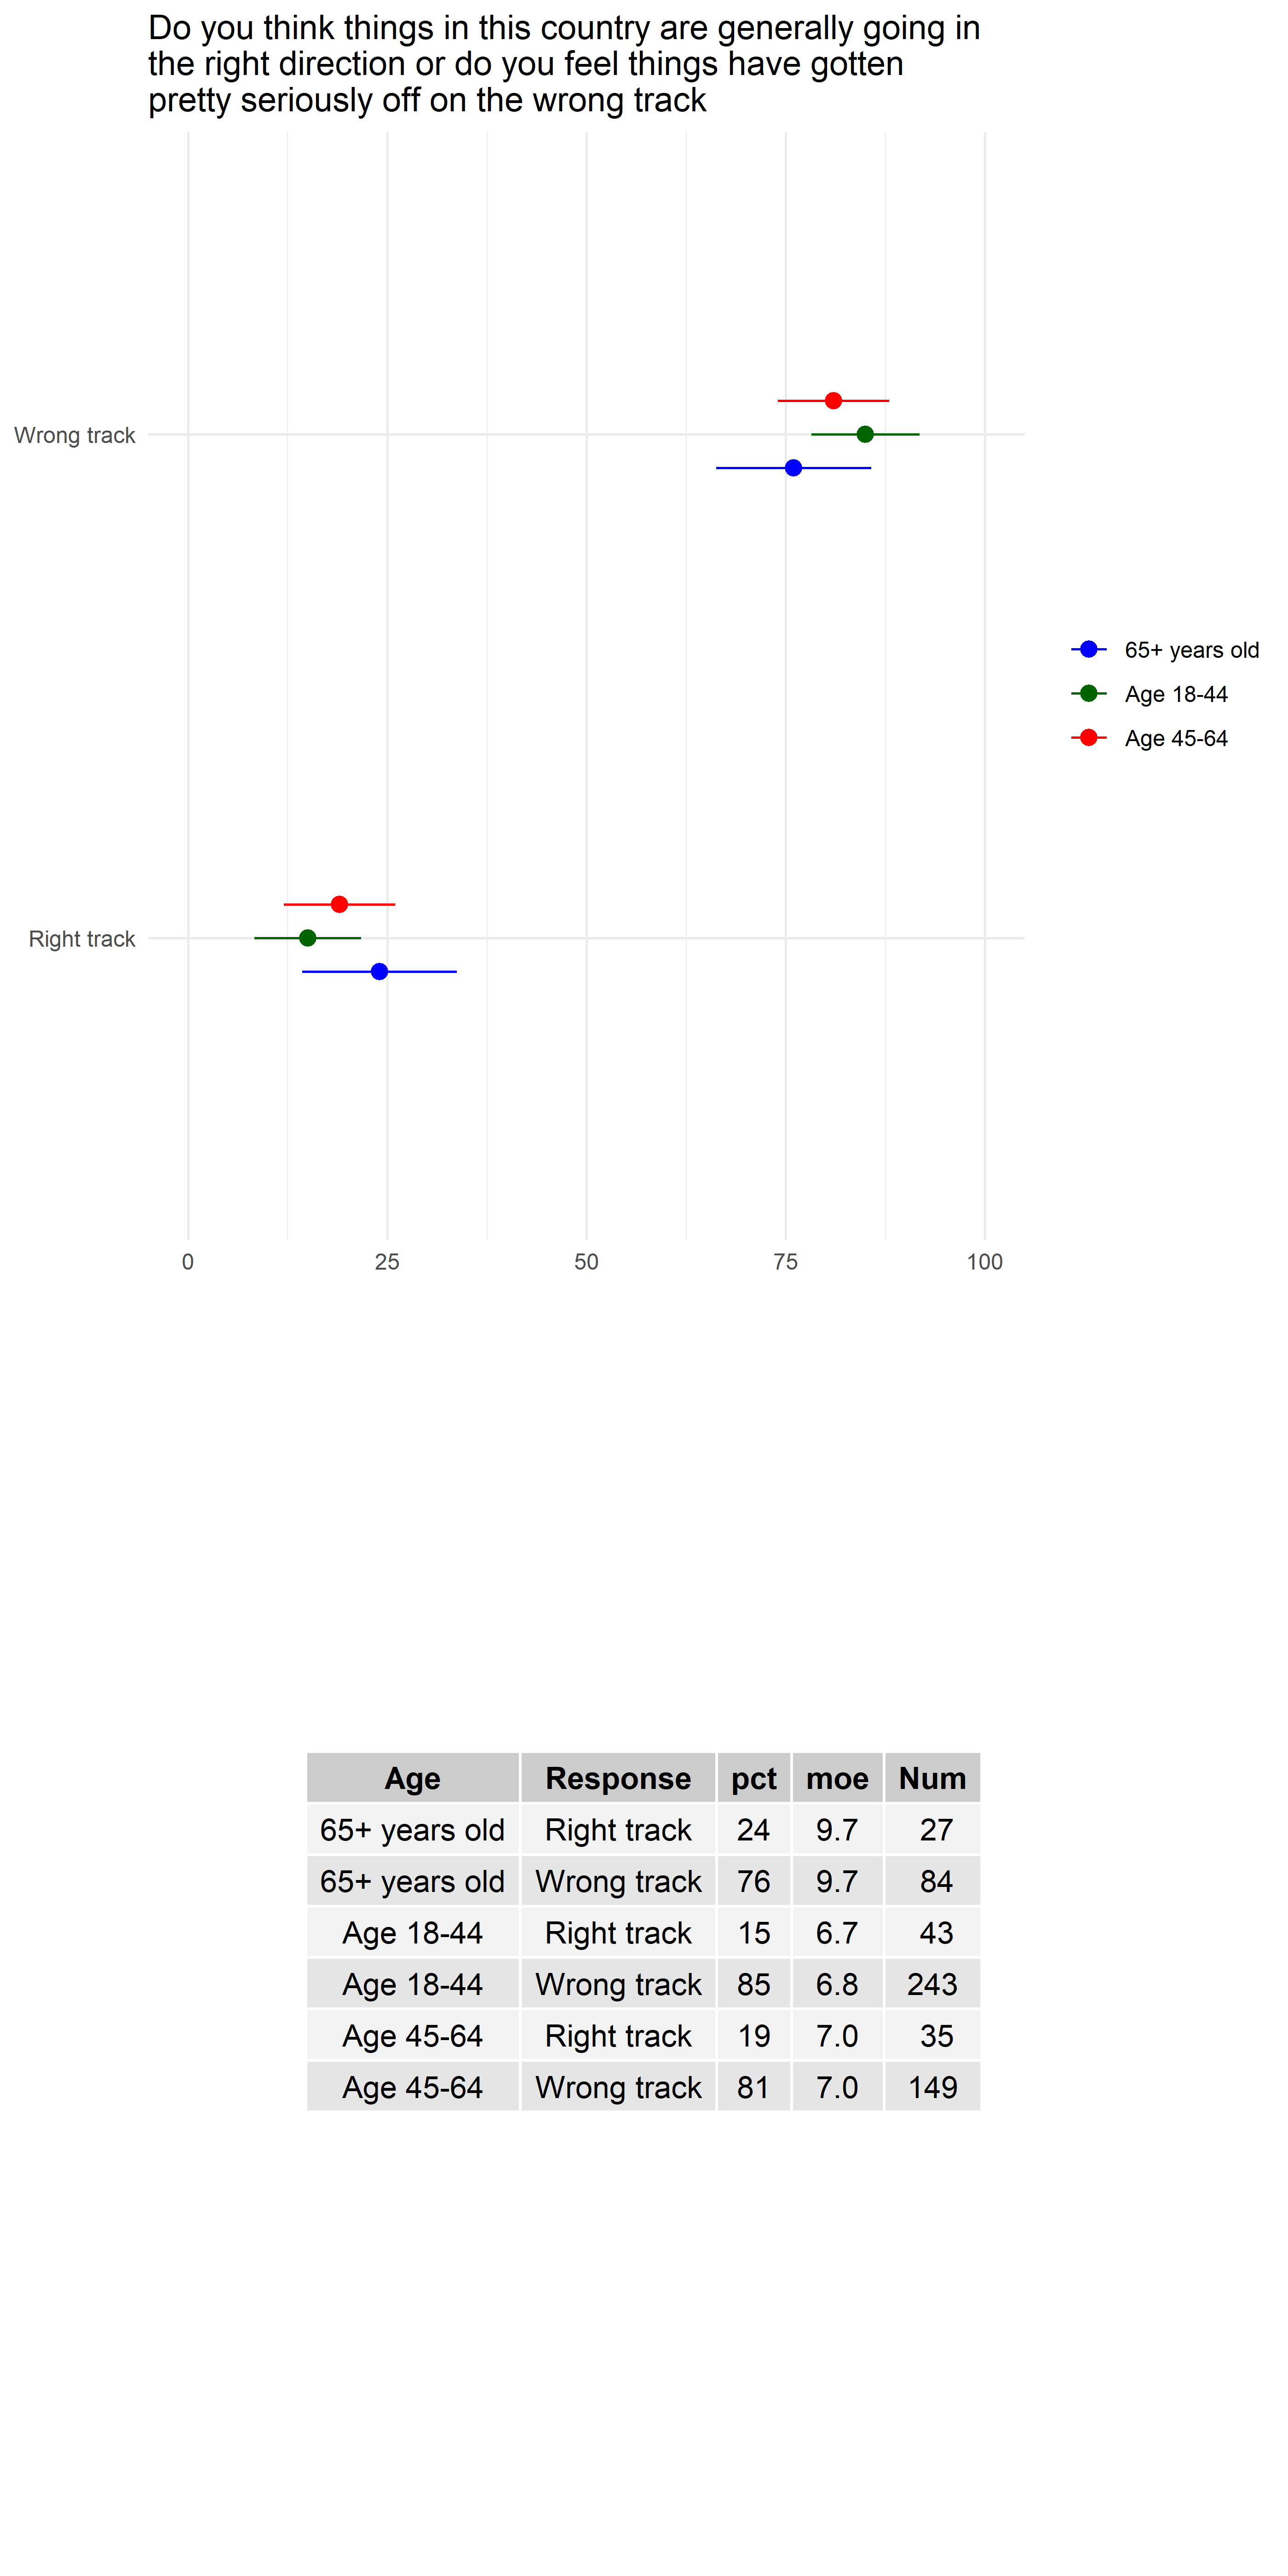 Do you think things in this country are generally going in
the right direction or do you feel things have gotten
pretty seriously off on the wrong track
Wrong track
65+ years old
Age 18-44
Age 45-64
Right track
0 25 50 75 100
Age Response pct moe Num
65+ years old Right track 24 9.7 27
65+ years old Wrong track 76 9.7 84
Age 18-44 Right track 15 6.7 43
Age 18-44 Wrong track 85 6.8 243
Age 45-64 Right track 19 7.0 35
Age 45-64 Wrong track 81 7.0 149